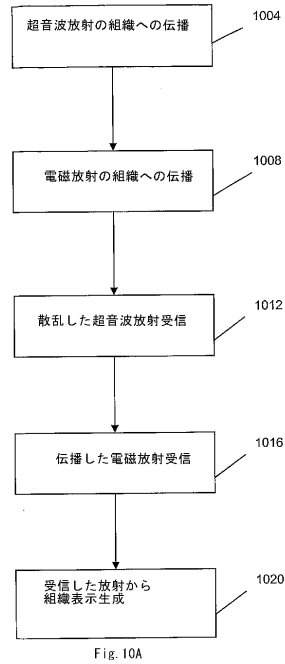 超音波放射の組織への伝播
1004
電磁放射の組織への伝播
1008
散乱した超音波放射受信
1012
伝播した電磁放射受信
1016
受信した放射から
組織表示生成
1020
Fig.10A